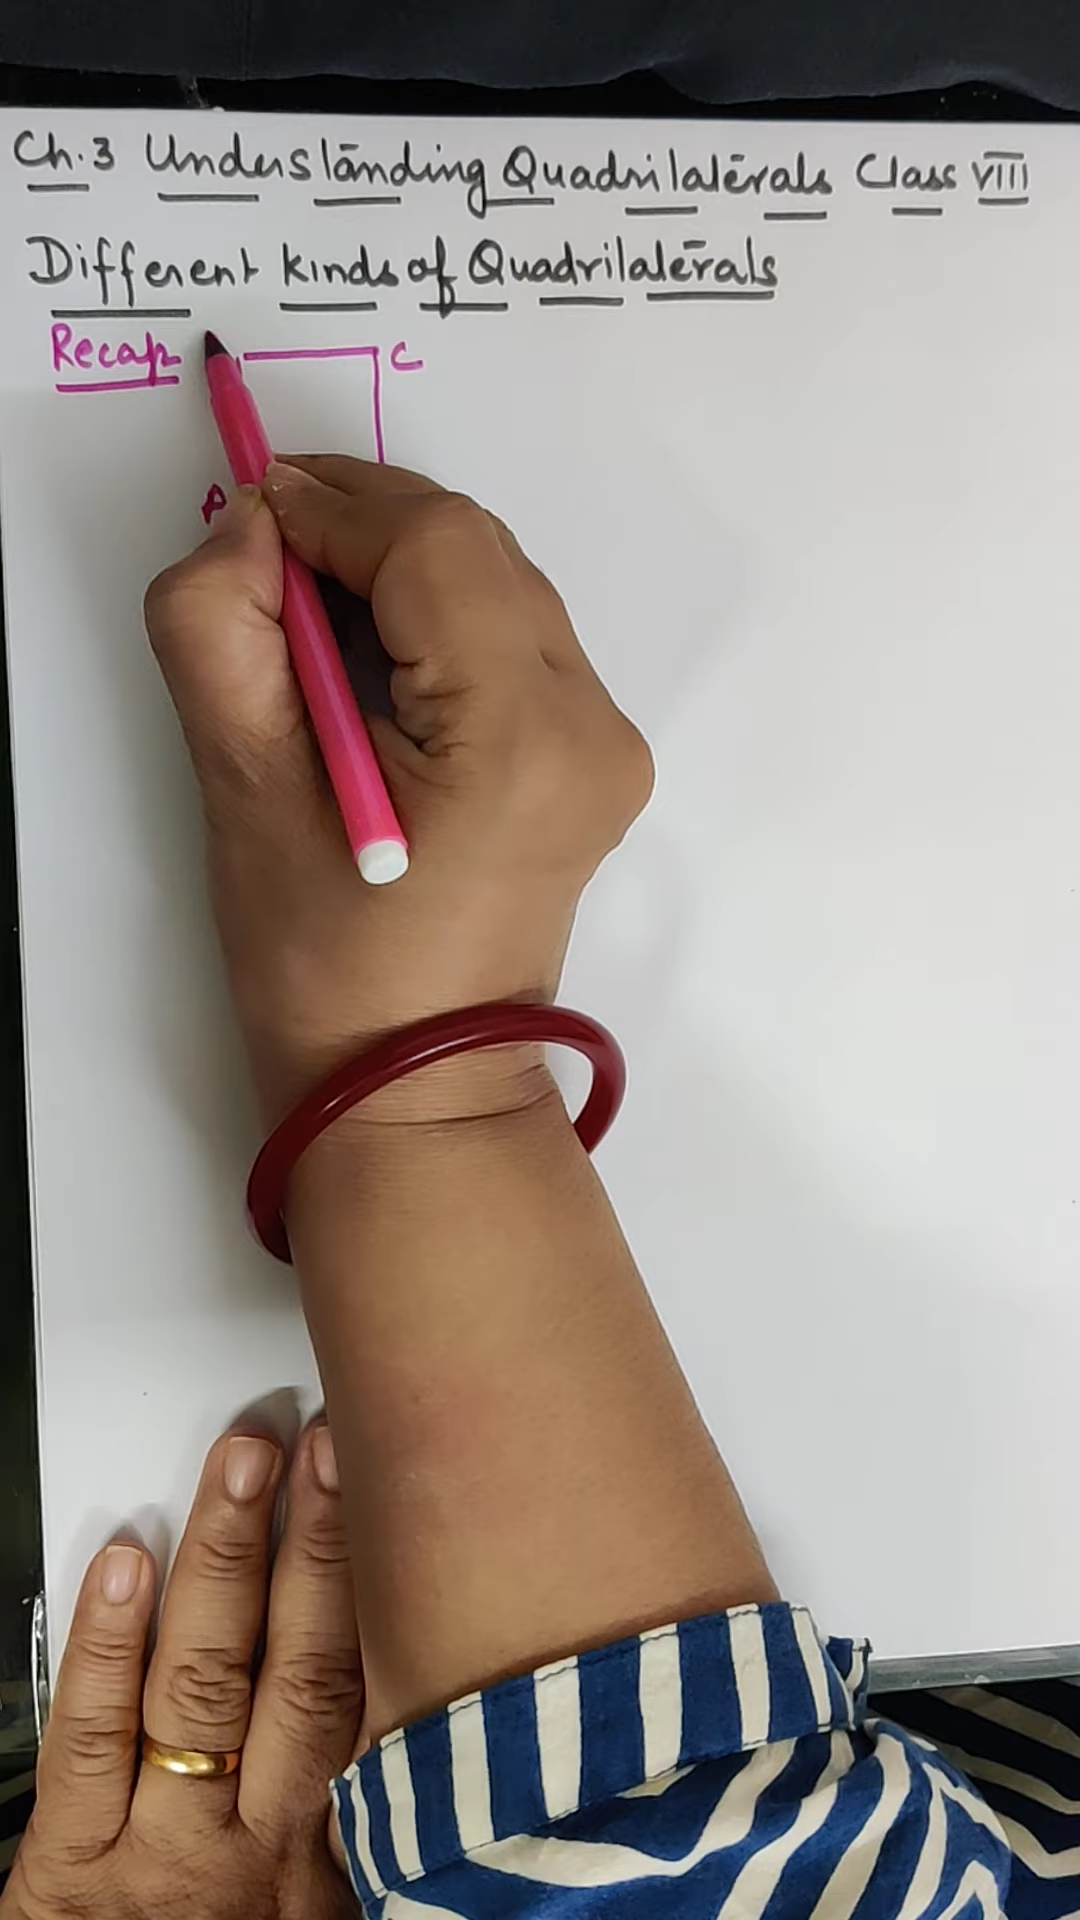 Ch.3 Understanding Quadrilaterals Class VIII
Different kinds of Quadrilaterals
Recap
C
A